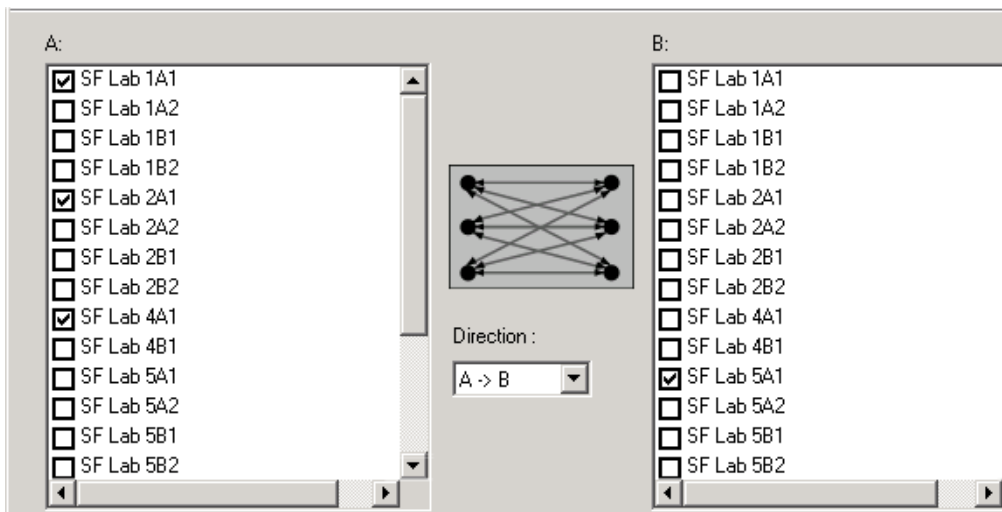 A:
SF Lab 1A1
SF Lab 1A2
SF Lab 1B1
SF Lab 1B2
SF Lab 2A1
SF Lab 2A2
SF Lab 2B1
SF Lab 2B2
SF Lab 4A1
SF Lab 4B1
SF Lab 5A1
SF Lab 5A2
SF Lab 5B1
SF Lab 5B2
Direction :
A -> B
B:
SF Lab 1A1
SF Lab 1A2
SF Lab 1B1
SF Lab 1B2
SF Lab 2A1
SF Lab 2A2
SF Lab 2B1
SF Lab 2B2
SF Lab 4A1
SF Lab 4B1
SF Lab 5A1
SF Lab 5A2
SF Lab 5B1
SF Lab 5B2